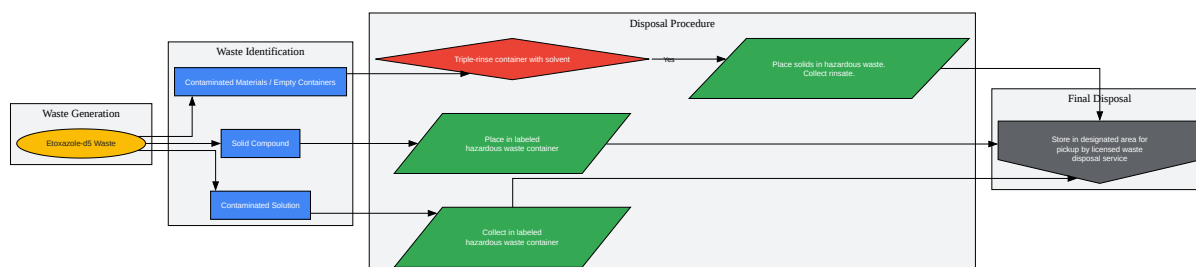 Waste Generation
Etoxazole-d5 Waste
Waste Identification
Contaminated Materials / Empty Containers
Solid Compound
Contaminated Solution
Disposal Procedure
Triple-rinse container with solvent
Yes
Place solids in hazardous waste.
Collect rinsate.
Place in labeled
hazardous waste container
Collect in labeled
hazardous waste container
Final Disposal
Store in designated area for
pickup by licensed waste
disposal service